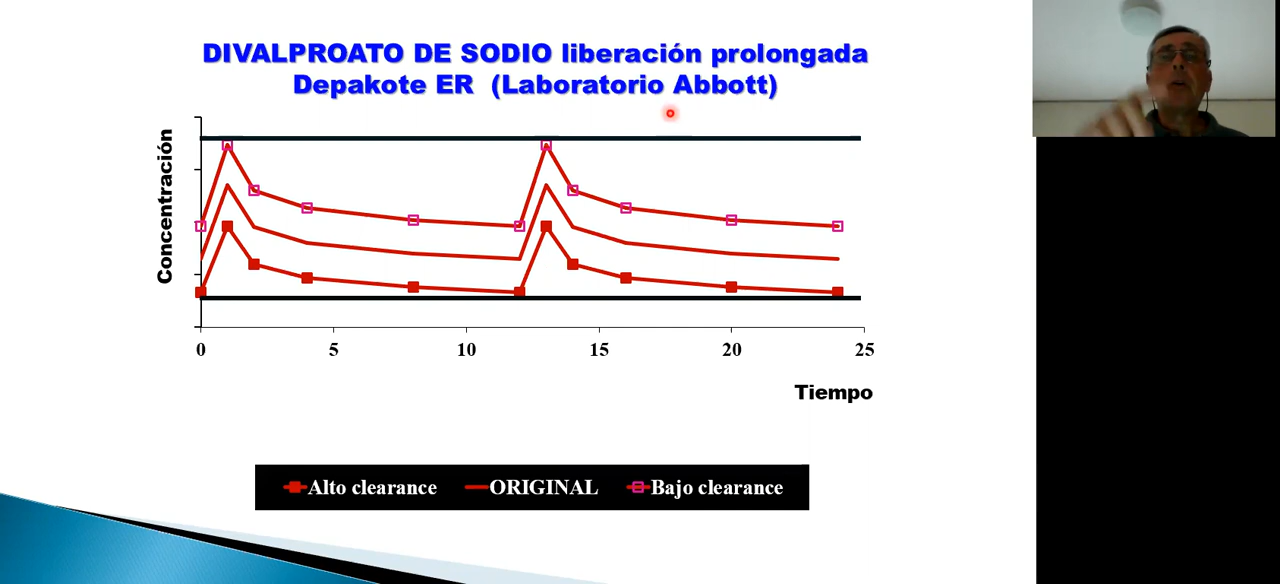 DIVALPROATO DE SODIO liberación prolongada
Depakote ER (Laboratorio Abbott)
Concentración
0 5 10 15 20 25
Tiempo
Alto clearance ORIGINAL Bajo clearance